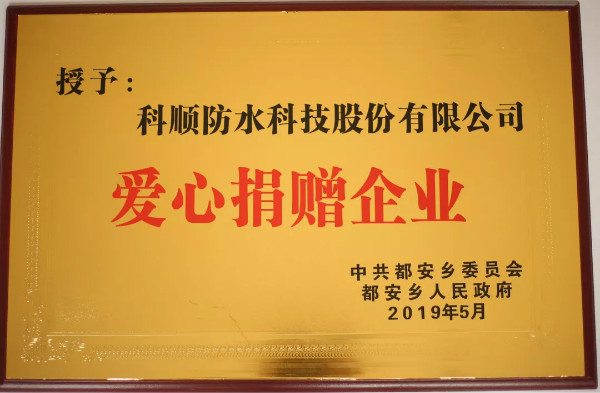 授予：
科顺防水科技股份有限公司
爱心捐赠企业
中共都安乡委员会
都安乡人民政府
2019年5月